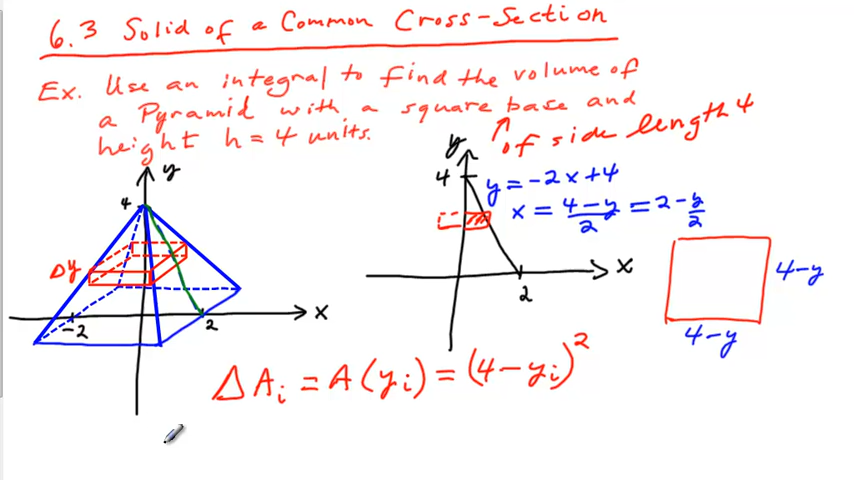 6.3 Solid of a Common Cross-Section
Ex. Use an integral to find the volume of
a Pyramid with a square base and
height h = 4 units.
of side length 4
y
4
Δy
-2
2
x
y
4
y = -2x+4
x = (4-y)/2 = 2 - y/2
x
2
4-y
4-y
ΔA_i = A(y_i) = (4-y_i)^2